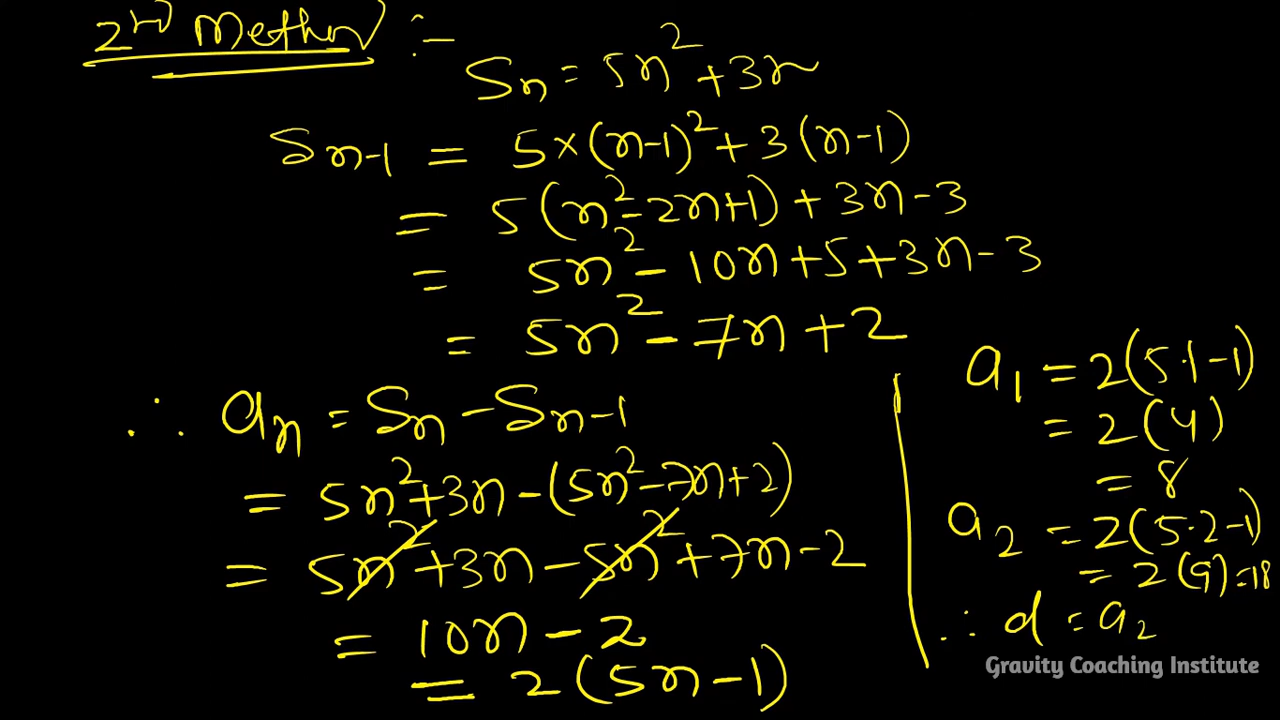 2nd Method :-
Sn = 5n² + 3n
Sn-1 = 5×(n-1)² + 3(n-1)
= 5(n²-2n+1) + 3n-3
= 5n² - 10n + 5 + 3n - 3
= 5n² - 7n + 2
∴ an = Sn - Sn-1
= 5n²+3n-(5n²-7n+2)
= 5n²+3n-5n²+7n-2
= 10n - 2
= 2(5n-1)
a1 = 2(5·1-1)
= 2(4)
= 8
a2 = 2(5·2-1)
= 2(9)=18
∴ d = a2
Gravity Coaching Institute